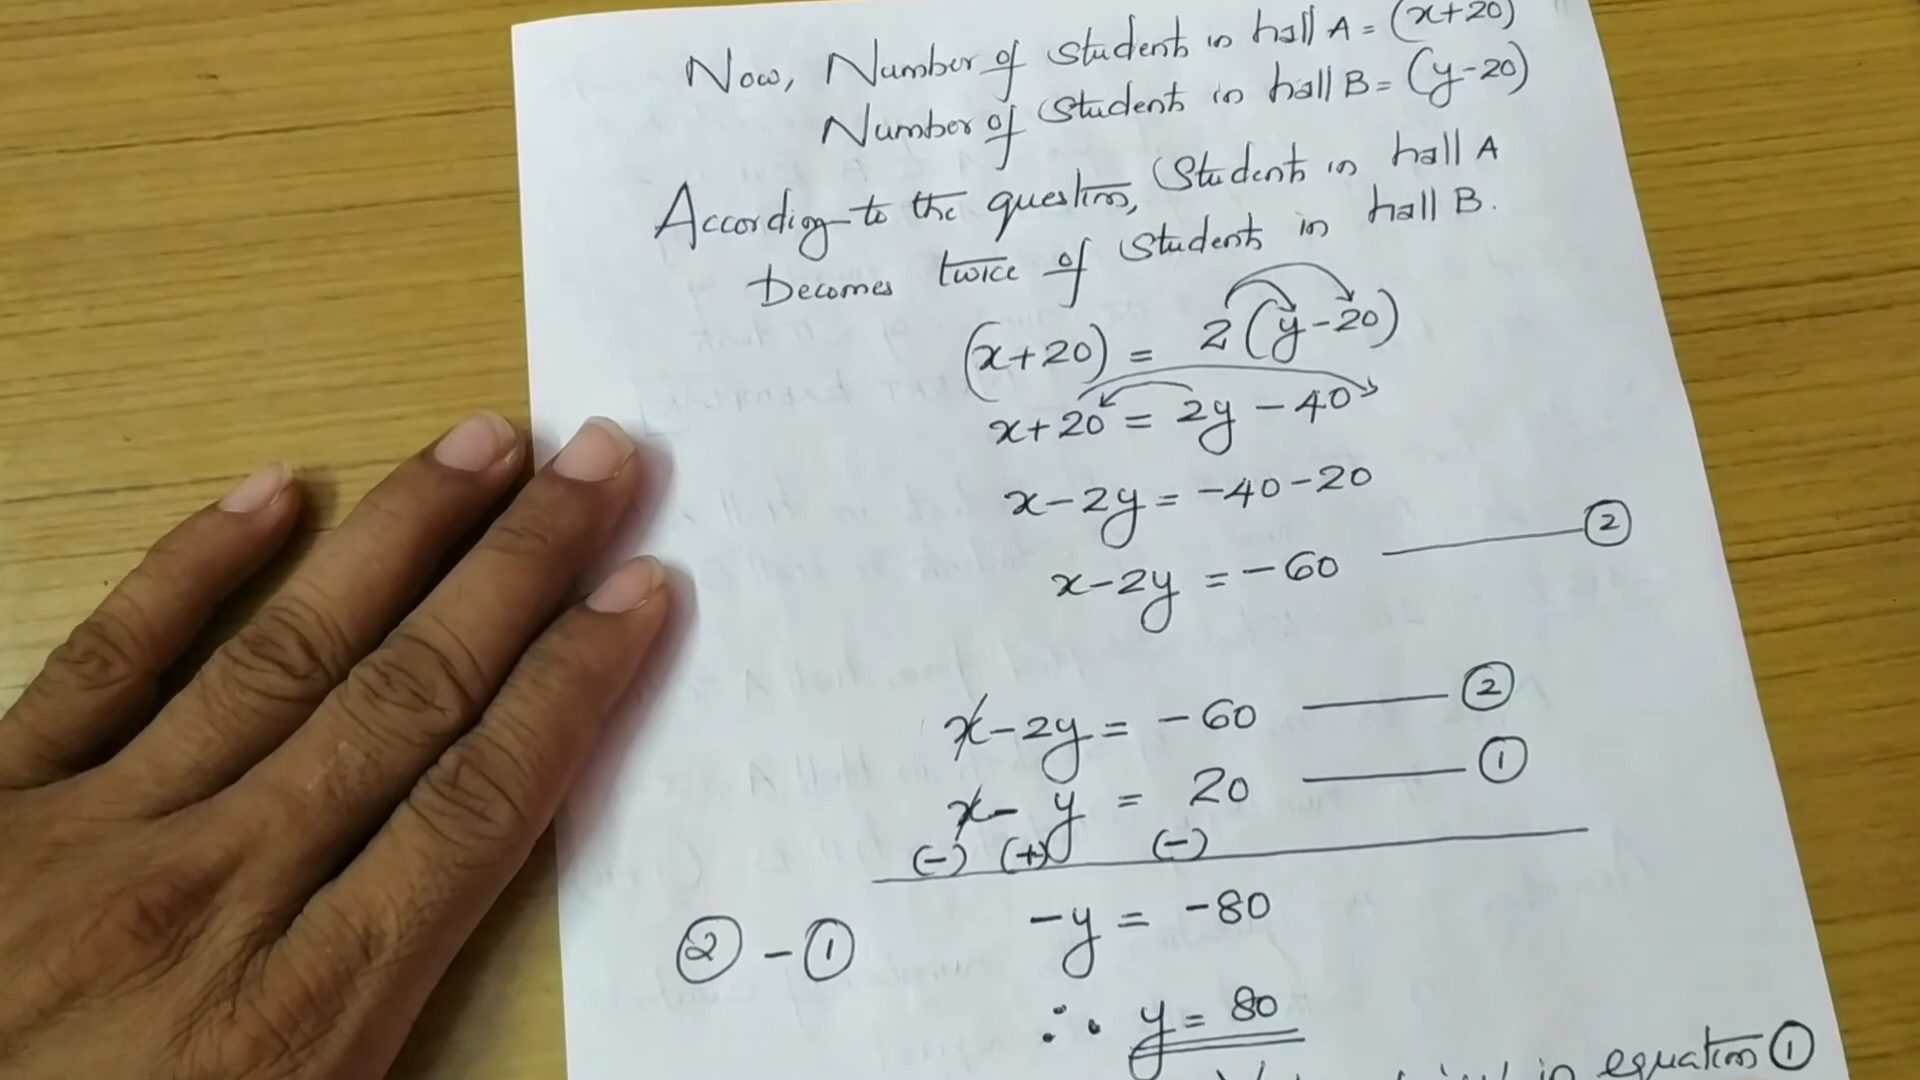 Now, Number of Students in hall A = (x+20)
Number of Students in hall B = (y-20)
According to the question, Students in hall A
becomes twice of Students in hall B.
(x+20) = 2(y-20)
x+20 = 2y-40
x-2y = -40-20
x-2y = -60 ——— ②
x-2y = -60 ——— ②
x-y = 20 ——— ①
(-) (+) (-)
② - ① -y = -80
∴ y = 80
in equation ①